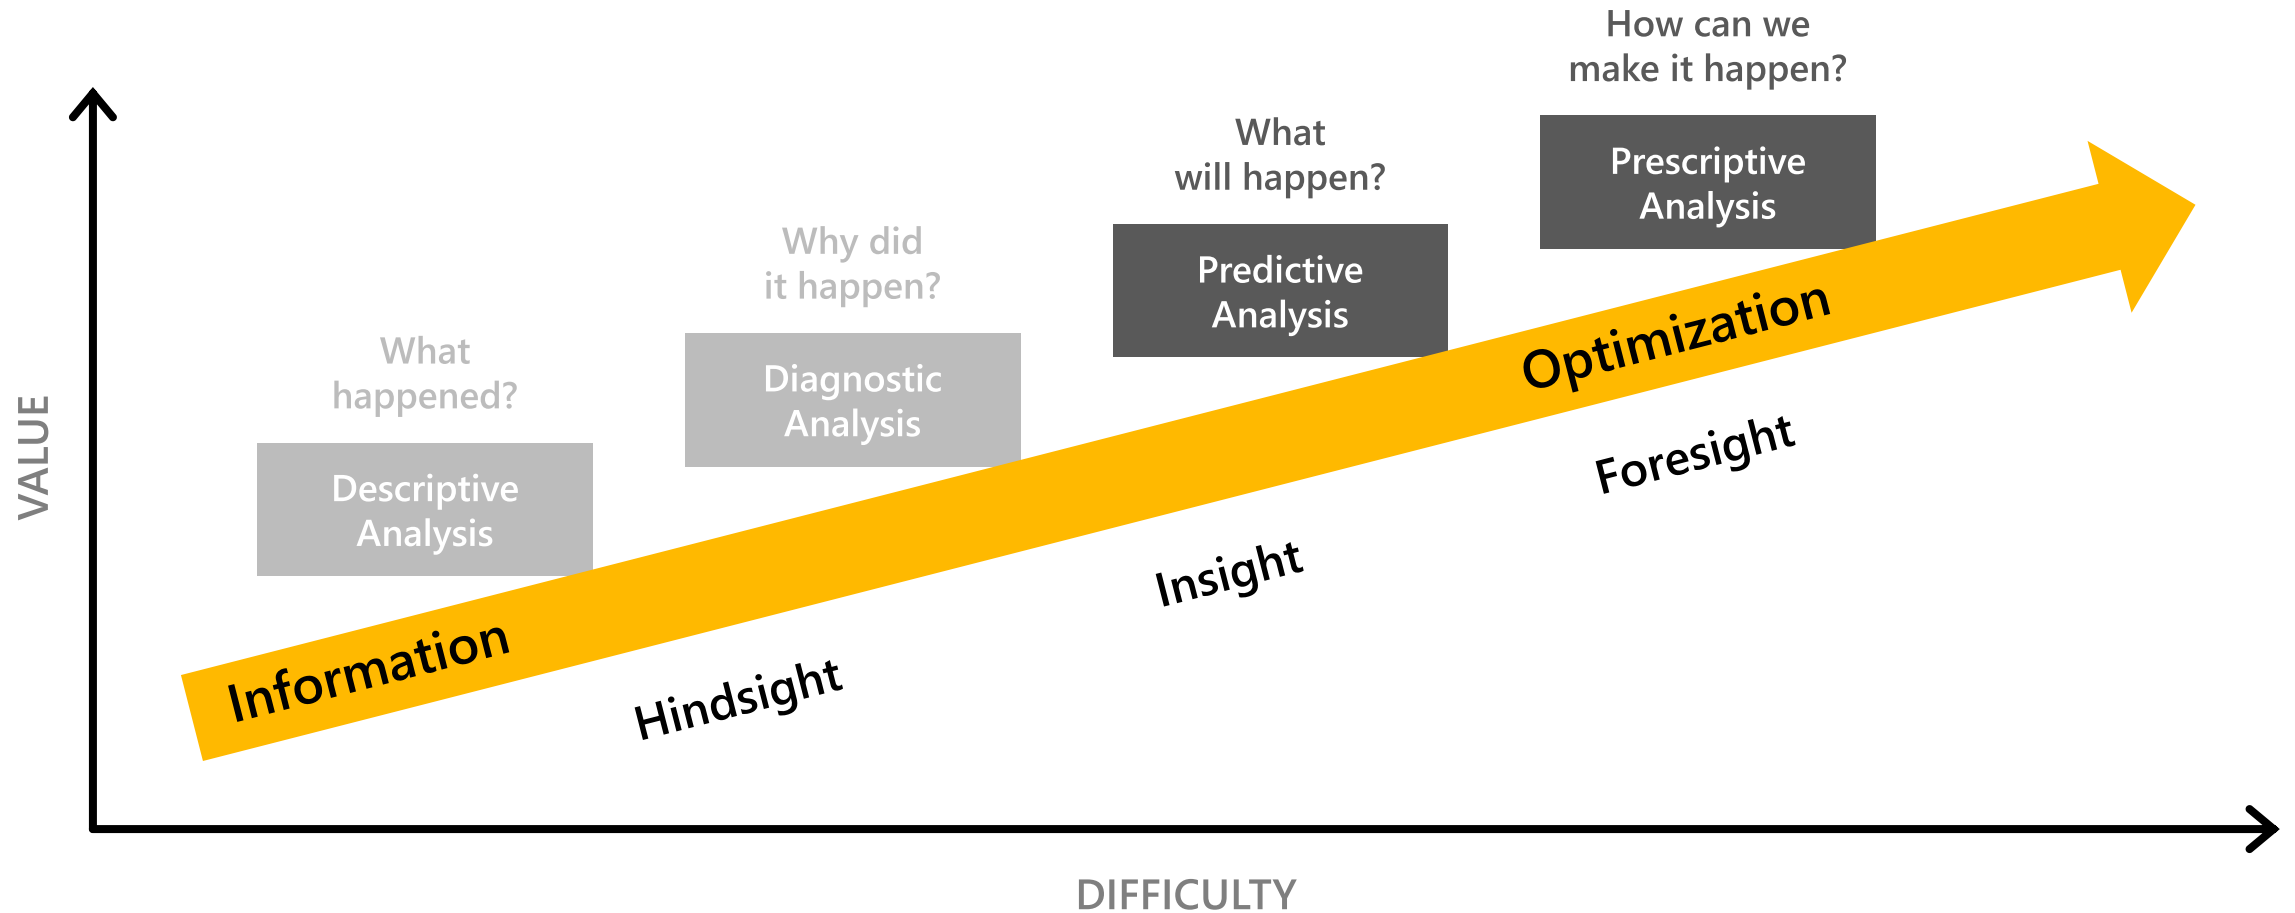 How can we
make it happen?
What
will happen?
Prescriptive
Analysis
Why did
it happen?
Predictive
Analysis
What
happened?
Diagnostic
Analysis
Descriptive
Analysis
VALUE
Information
Optimization
Hindsight
Insight
Foresight
DIFFICULTY